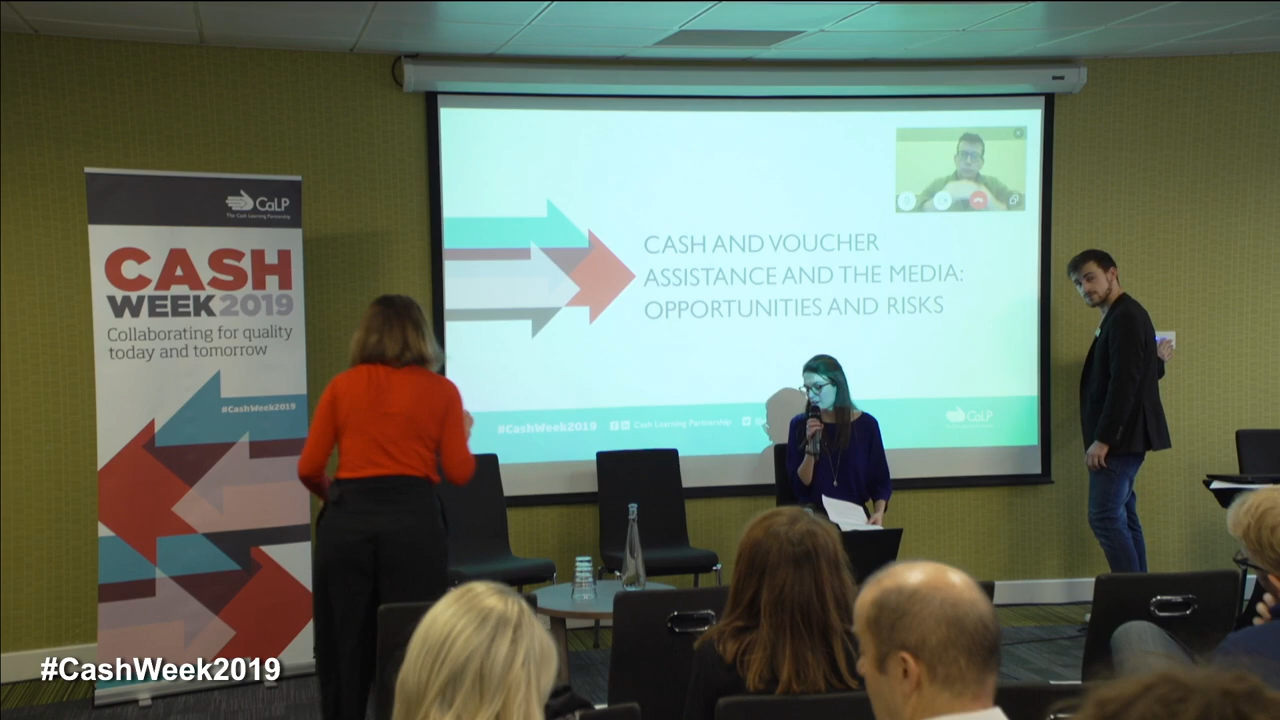 CaLP
The Cash Learning Partnership
CASH
WEEK2019
Collaborating for quality
today and tomorrow
#CashWeek2019
CASH AND VOUCHER
ASSISTANCE AND THE MEDIA:
OPPORTUNITIES AND RISKS
#CashWeek2019
Cash Learning Partnership
CaLP
#CashWeek2019